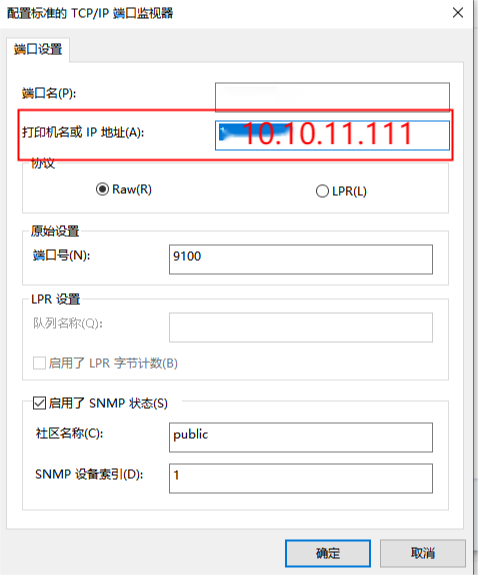 配置标准的 TCP/IP 端口监视器
端口设置
端口名(P):
打印机名或 IP 地址(A): 10.10.11.111
协议
Raw(R) LPR(L)
原始设置
端口号(N): 9100
LPR 设置
队列名称(Q):
启用了 LPR 字节计数(B)
启用了 SNMP 状态(S)
社区名称(C): public
SNMP 设备索引(D): 1
确定 取消